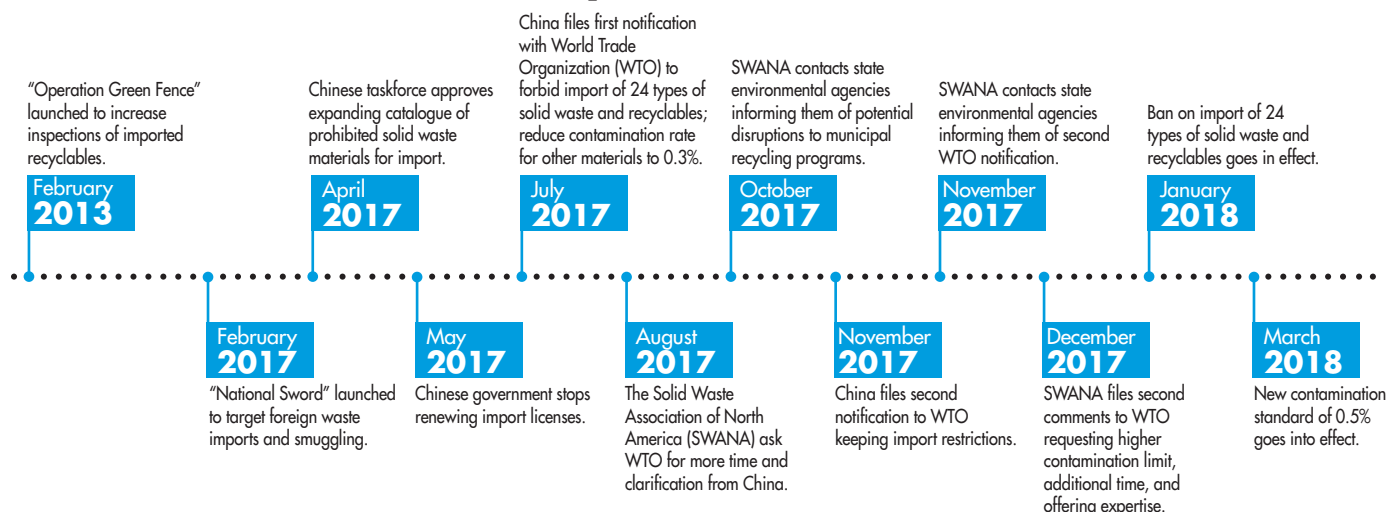 “Operation Green Fence”
launched to increase
inspections of imported
recyclables.
February
2013
“National Sword” launched
to target foreign waste
imports and smuggling.
February
2017
Chinese taskforce approves
expanding catalogue of
prohibited solid waste
materials for import.
April
2017
May
2017
Chinese government stops
renewing import licenses.
China files first notification
with World Trade
Organization (WTO) to
forbid import of 24 types of
solid waste and recyclables;
reduce contamination rate
for other materials to 0.3%.
July
2017
August
2017
The Solid Waste
Association of North
America (SWANA) ask
WTO for more time and
clarification from China.
SWANA contacts state
environmental agencies
informing them of potential
disruptions to municipal
recycling programs.
October
2017
November
2017
China files second
notification to WTO
keeping import restrictions.
SWANA contacts state
environmental agencies
informing them of second
WTO notification.
November
2017
December
2017
SWANA files second
comments to WTO
requesting higher
contamination limit,
additional time, and
offering expertise.
Ban on import of 24
types of solid waste and
recyclables goes in effect.
January
2018
March
2018
New contamination
standard of 0.5%
goes into effect.